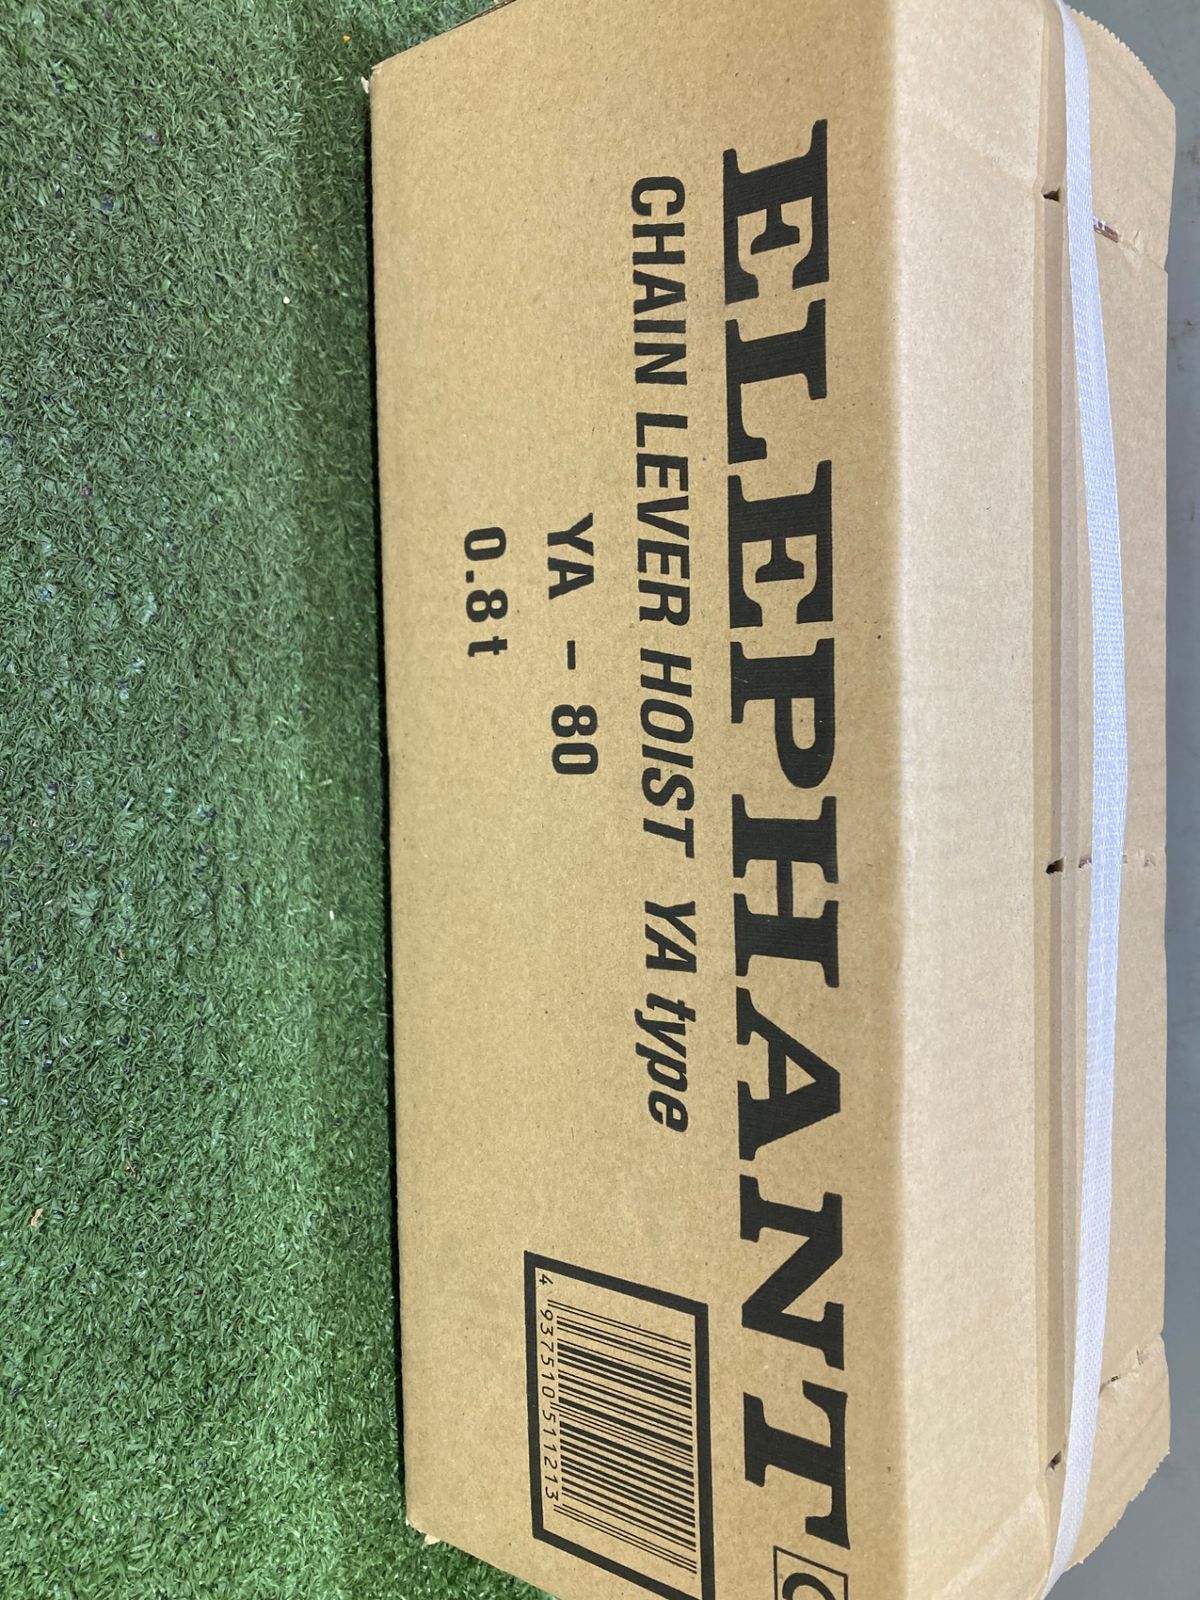 ELEPHANT
CHAIN LEVER HOIST YA type
YA - 80
0.8t
4 937510 511213